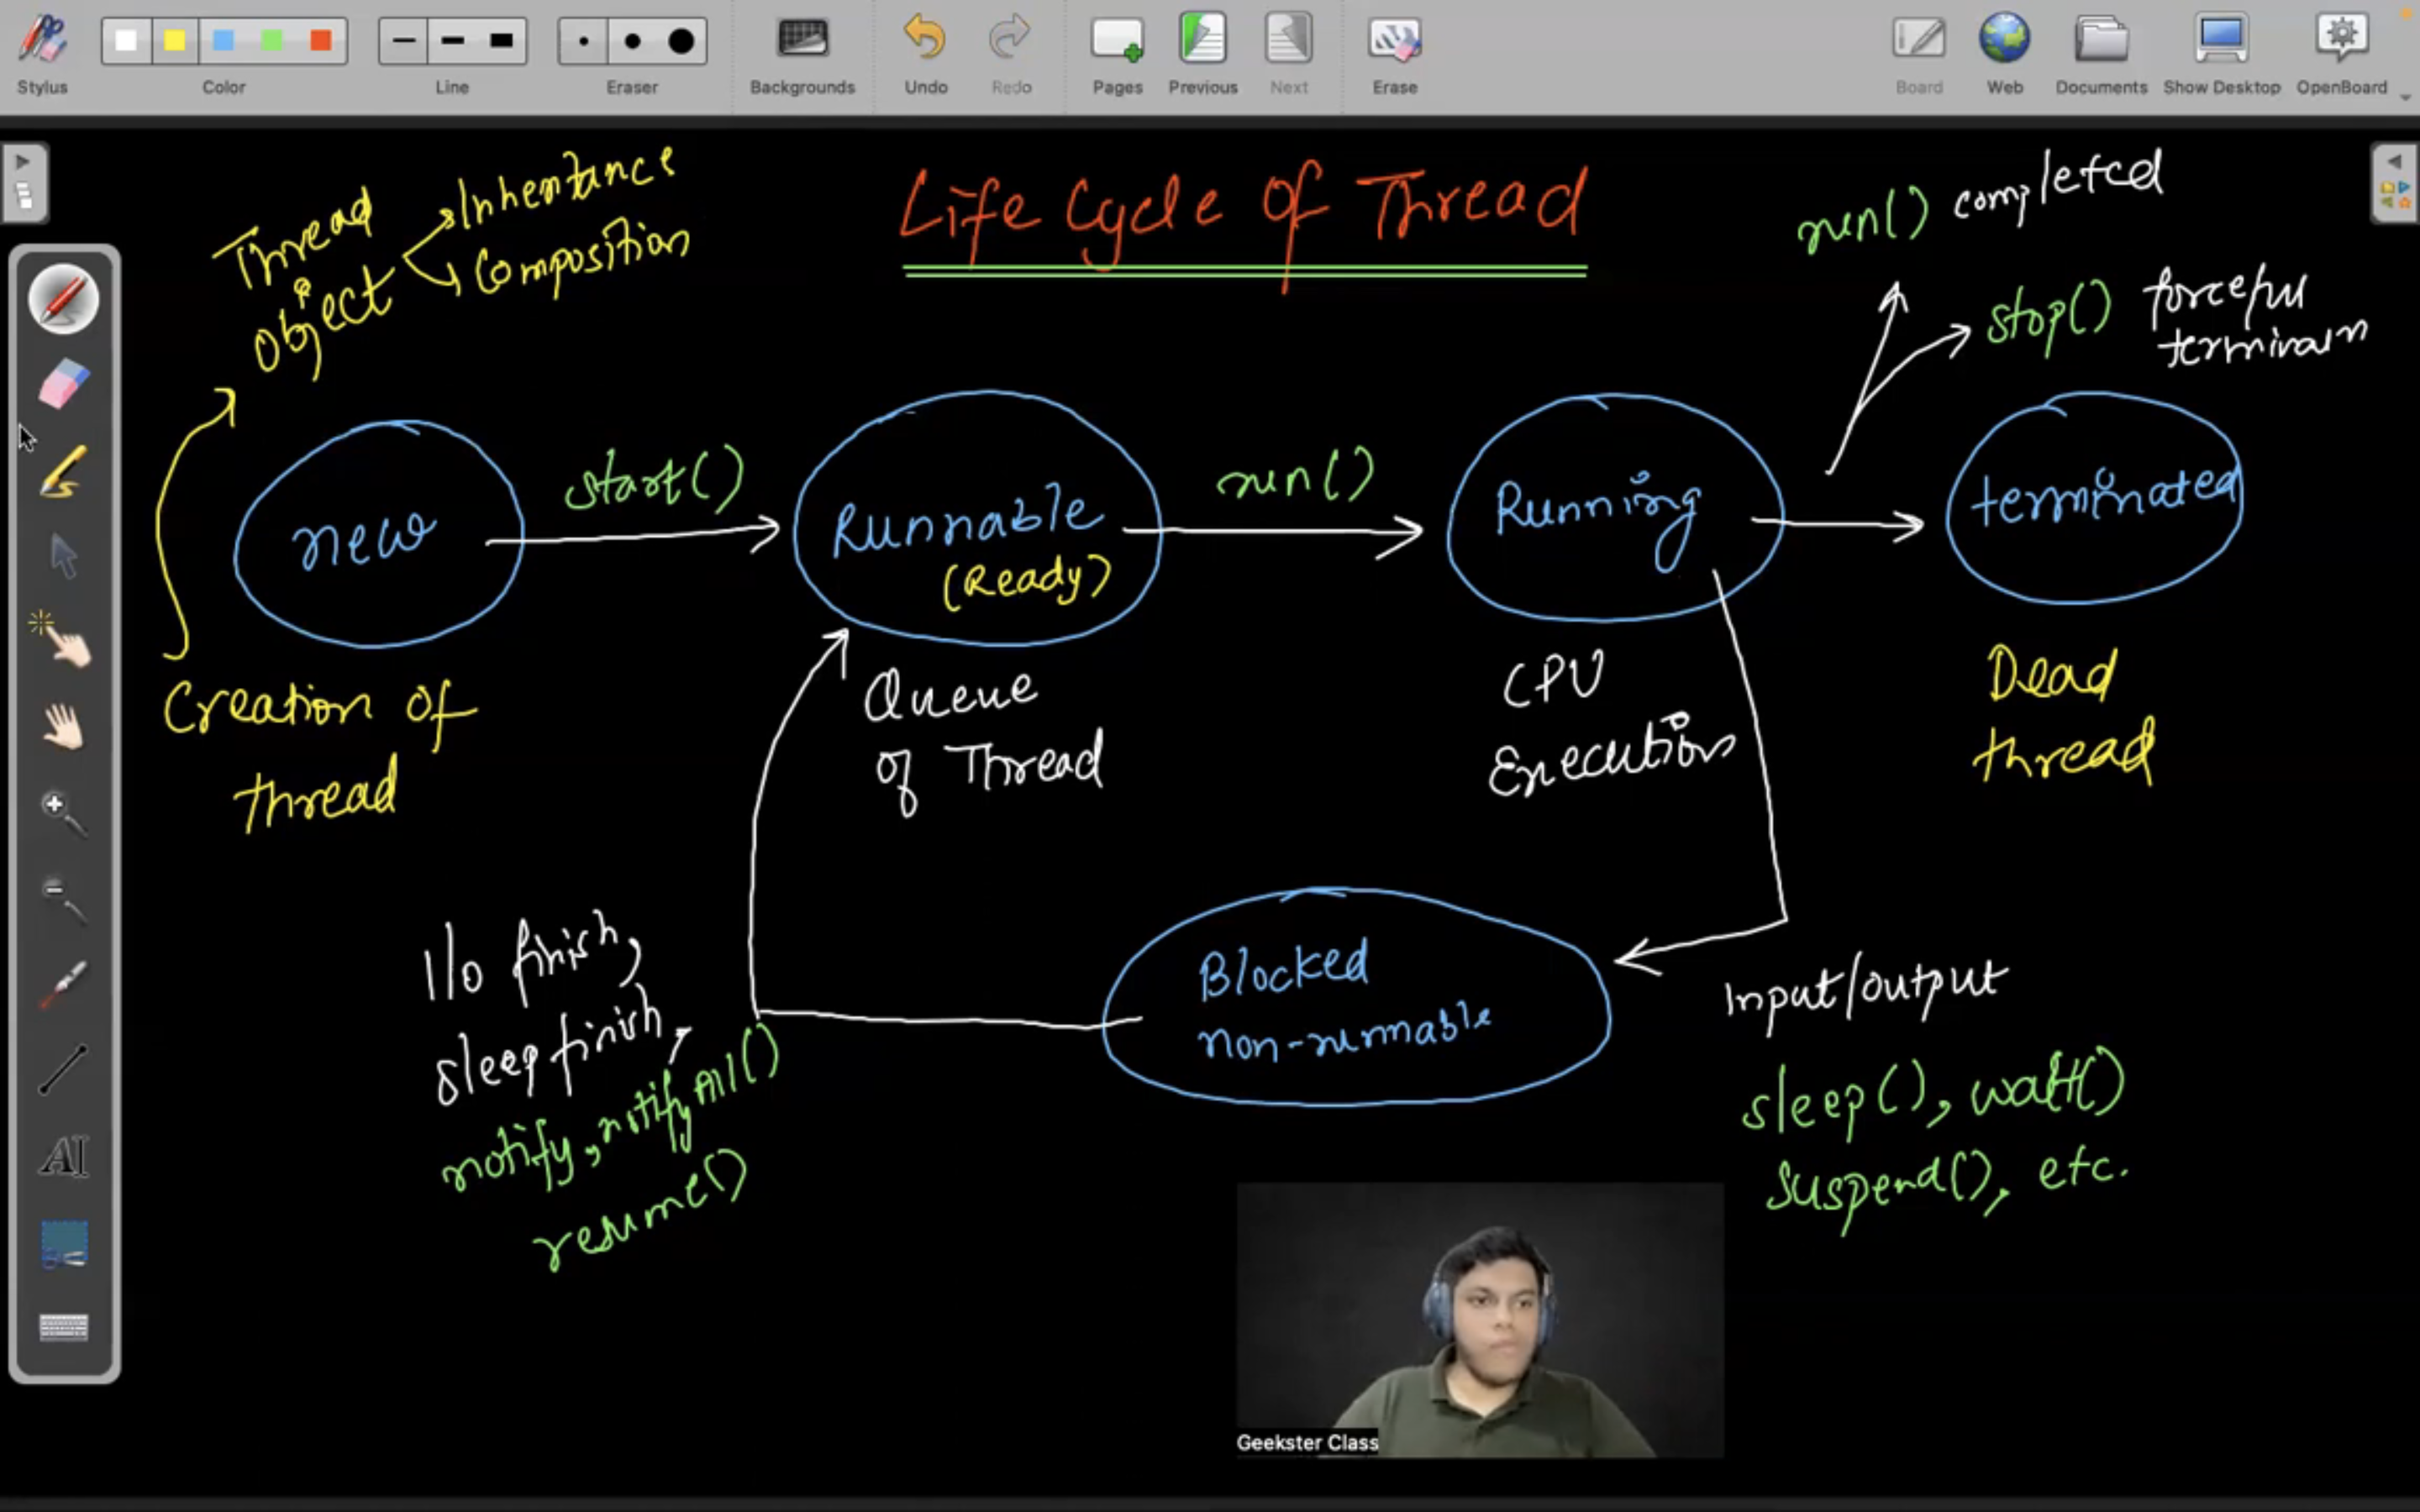 Stylus
Color
Line
Eraser
Backgrounds
Undo
Redo
Pages
Previous
Next
Erase
Board
Web
Documents
Show Desktop
OpenBoard
Life Cycle Of Thread
Thread
Object
Inheritance
Composition
run() completed
stop() forceful
new
start()
Runnable
(Ready)
run()
Running
terminated
Creation of
thread
Queue
of Thread
CPU
Execution
Dead
thread
I/O finish,
sleep finish,
notify, notifyAll()
resume()
Blocked
non-runnable
Input/output
sleep(), wait()
suspend(), etc.
AI
Geekster Class